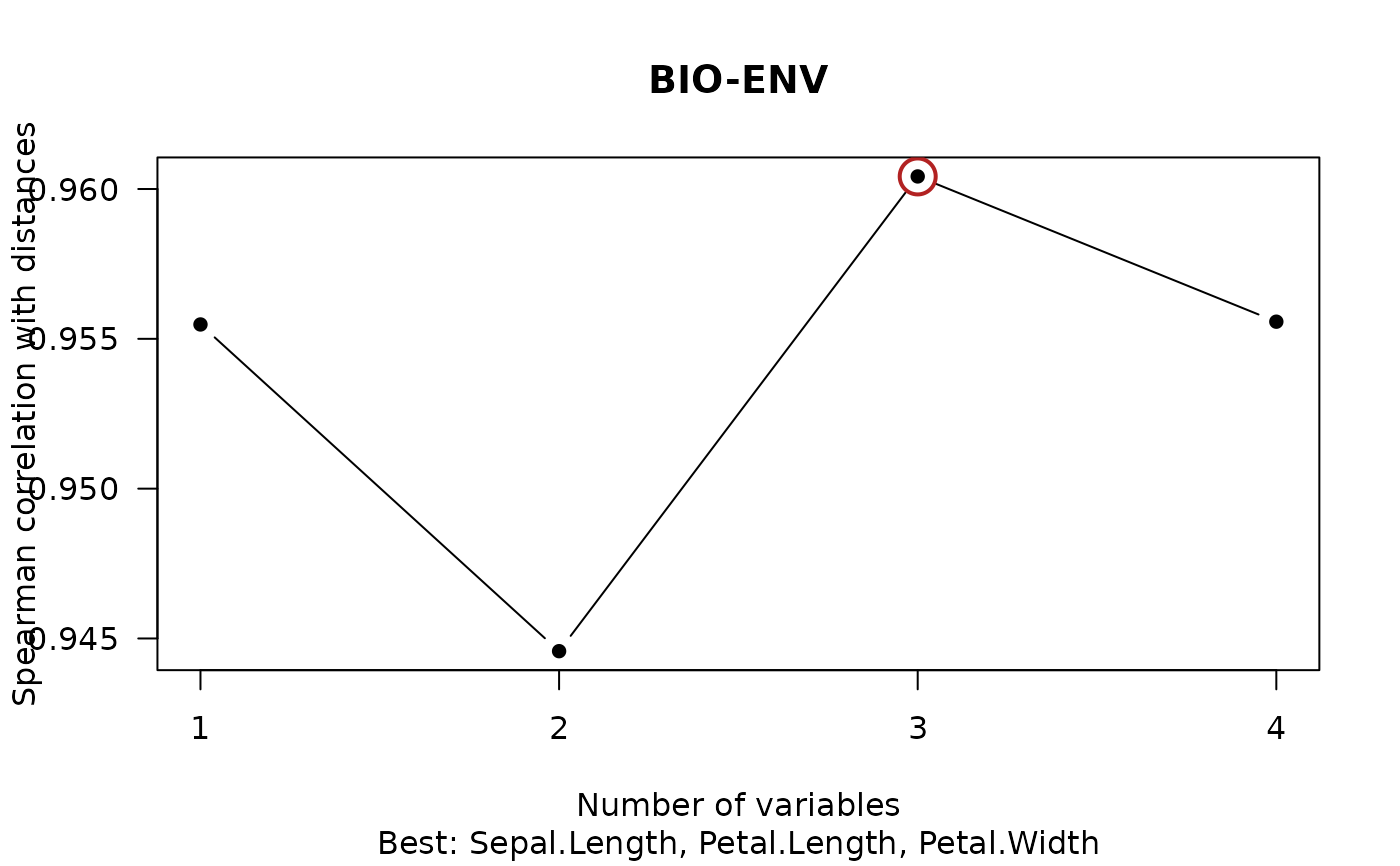 BIO-ENV
Spearman correlation with distances
0.960
0.955
0.950
0.945
1 2 3 4
Number of variables
Best: Sepal.Length, Petal.Length, Petal.Width